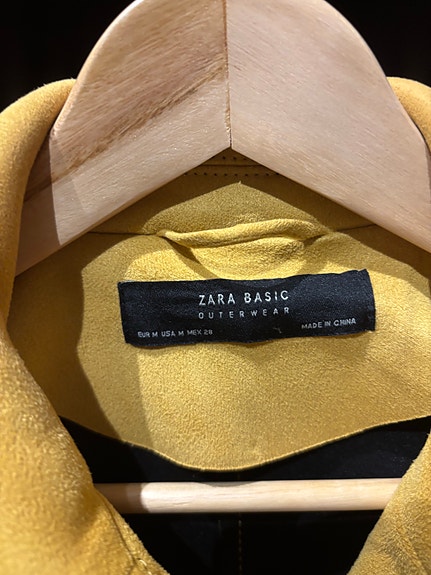 ZARA BASIC
OUTERWEAR
EUR M USA M MEX 28
MADE IN CHINA